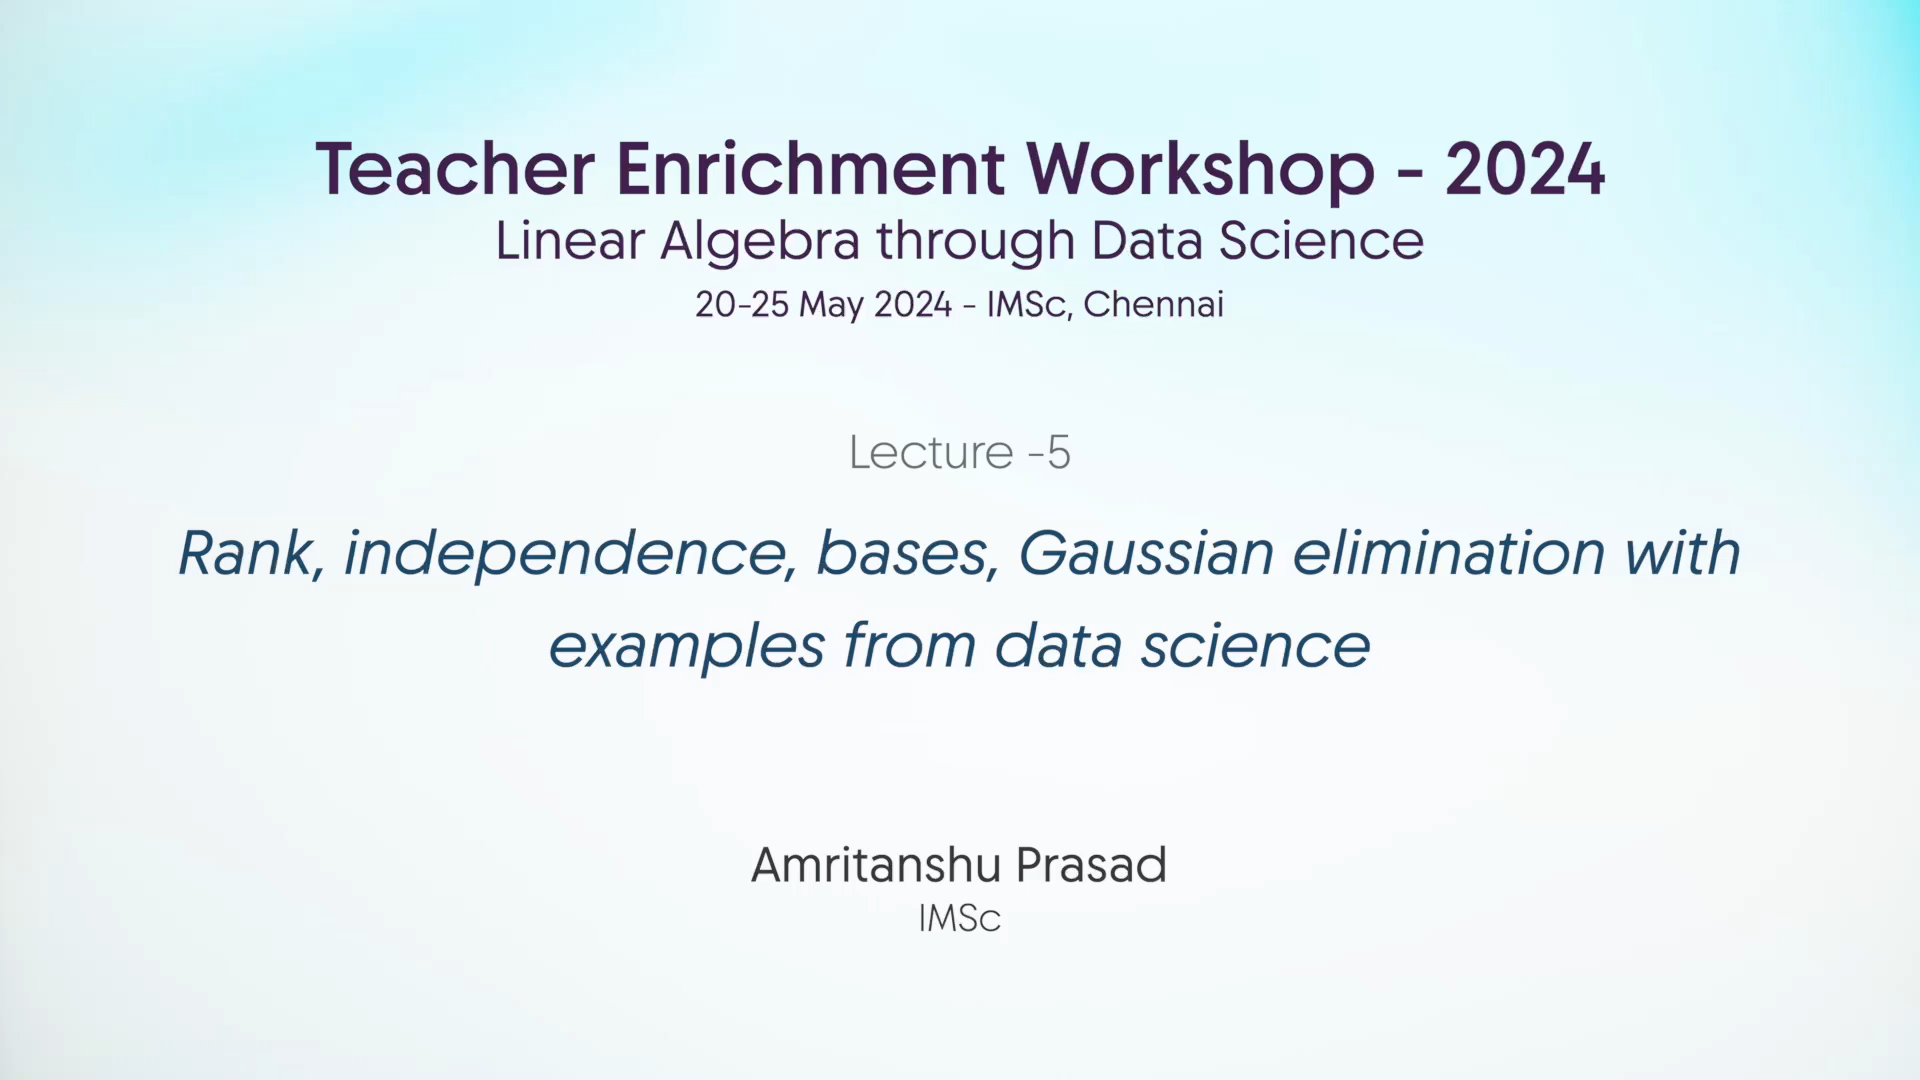 Teacher Enrichment Workshop - 2024
Linear Algebra through Data Science
20-25 May 2024 - IMSc, Chennai
Lecture -5
Rank, independence, bases, Gaussian elimination with
examples from data science
Amritanshu Prasad
IMSc